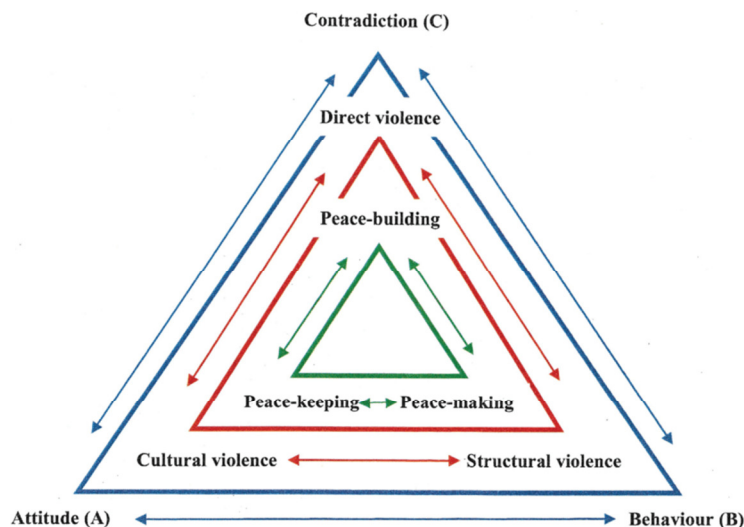 Contradiction (C)
Direct violence
Peace-building
Peace-keeping Peace-making
Cultural violence Structural violence
Attitude (A) Behaviour (B)